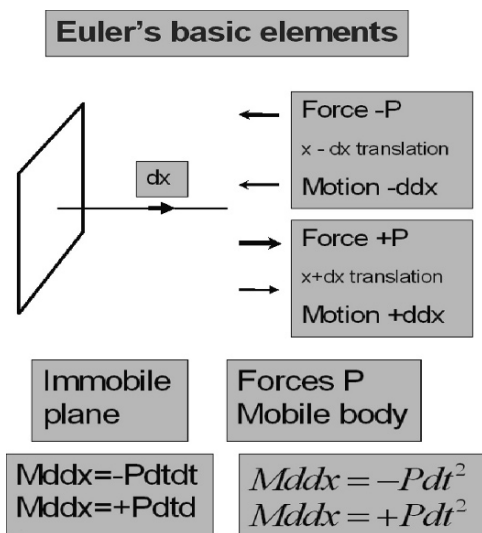 Euler's basic elements
Force -P
x - dx translation
Motion -ddx
dx
Force +P
x+dx translation
Motion +ddx
Immobile
plane
Forces P
Mobile body
Mddx=-Pdtdt
Mddx=+Pdtd
Mddx = -Pdt²
Mddx = +Pdt²